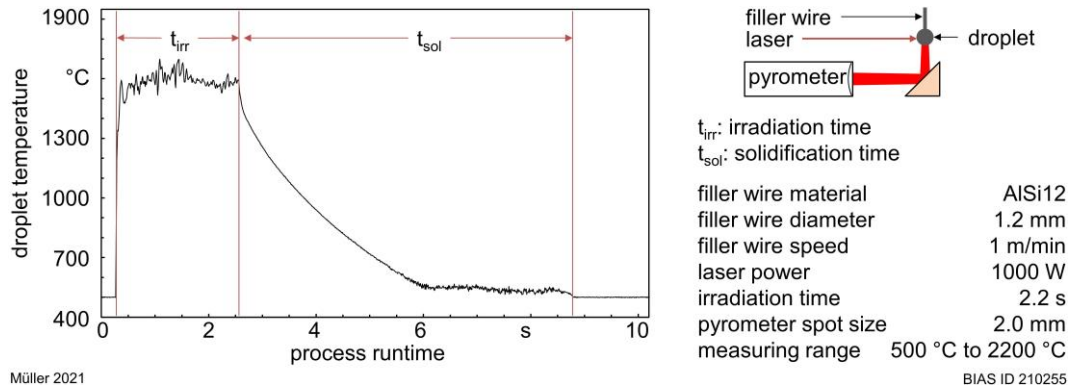 1900
°C
1300
1000
700
400
droplet temperature
t_irr
t_sol
0
2
4
6
s
10
process runtime
filler wire
laser
droplet
pyrometer
t_irr: irradiation time
t_sol: solidification time
filler wire material AlSi12
filler wire diameter 1.2 mm
filler wire speed 1 m/min
laser power 1000 W
irradiation time 2.2 s
pyrometer spot size 2.0 mm
measuring range 500 °C to 2200 °C
Müller 2021
BIAS ID 210255